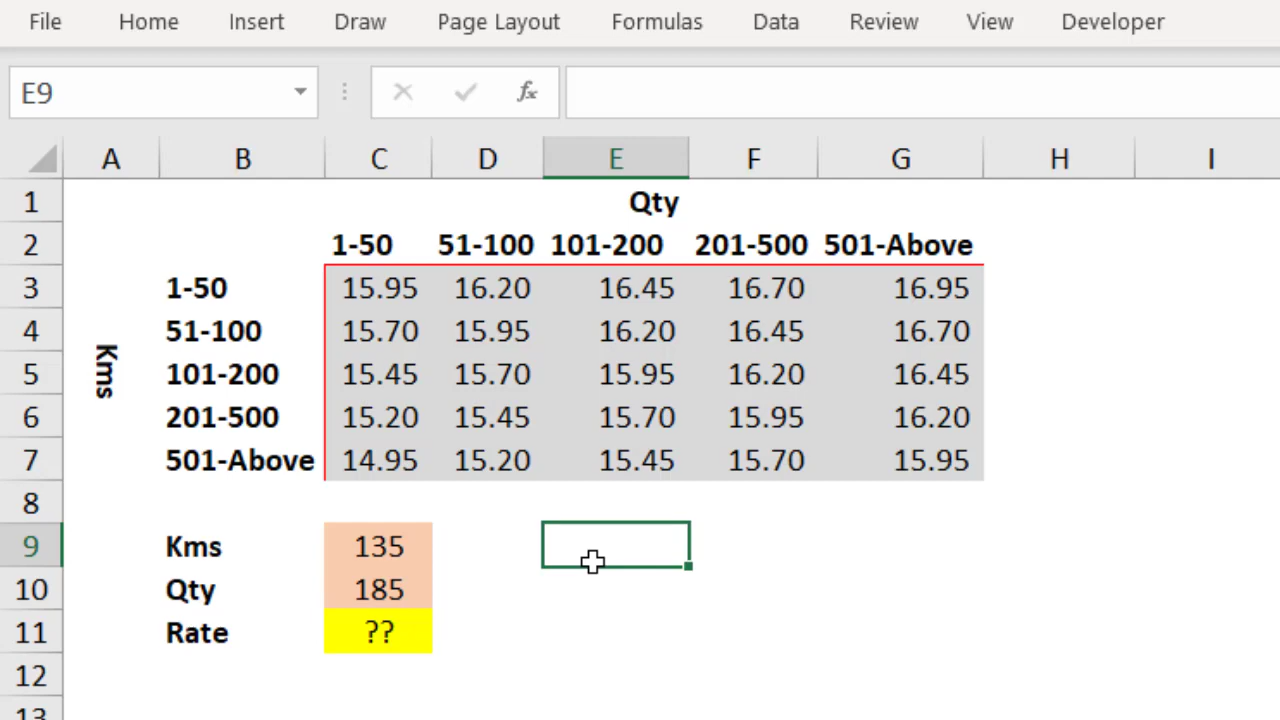 File Home Insert Draw Page Layout Formulas Data Review View Developer
E9 fx
A B C D E F G H I
1 Qty
2 1-50 51-100 101-200 201-500 501-Above
3 1-50 15.95 16.20 16.45 16.70 16.95
4 51-100 15.70 15.95 16.20 16.45 16.70
Kms
5 101-200 15.45 15.70 15.95 16.20 16.45
6 201-500 15.20 15.45 15.70 15.95 16.20
7 501-Above 14.95 15.20 15.45 15.70 15.95
8
9 Kms 135
10 Qty 185
11 Rate ??
12
13